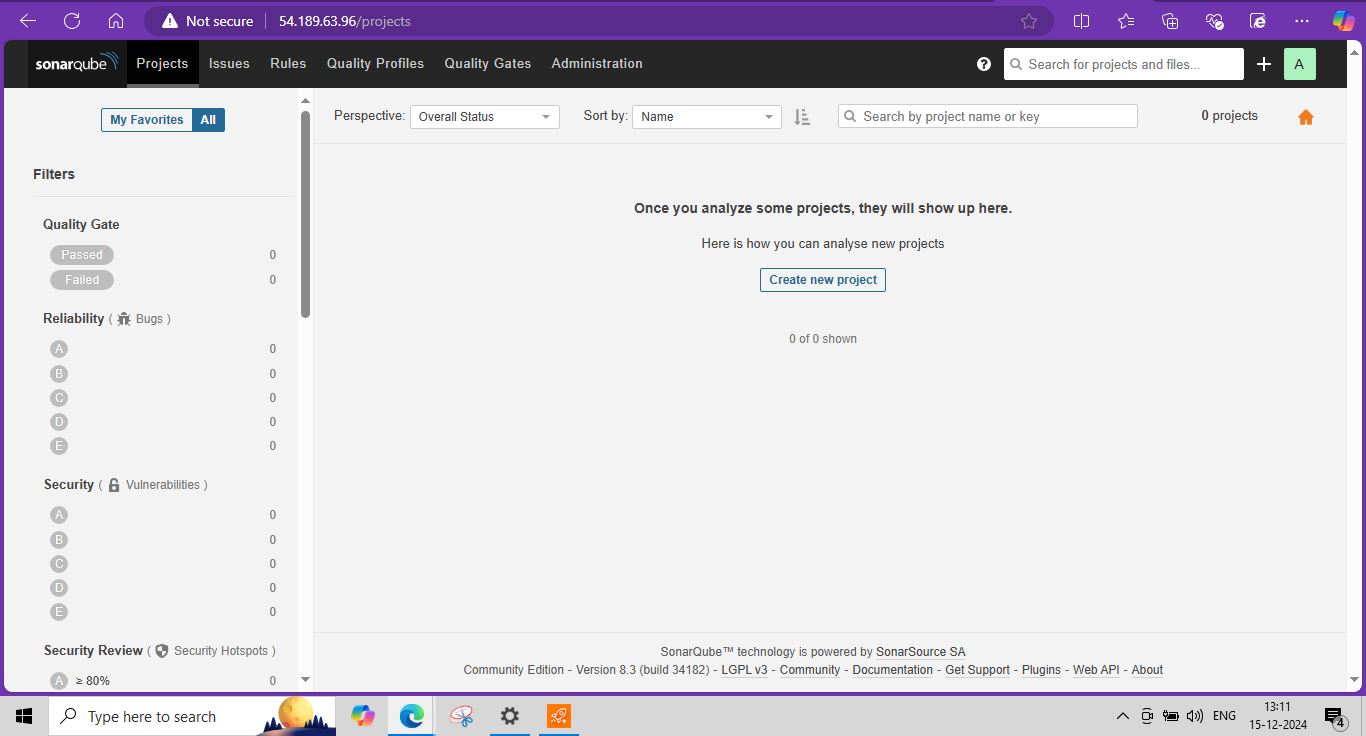 Not secure 54.189.63.96/projects
sonarqube Projects Issues Rules Quality Profiles Quality Gates Administration ? Search for projects and files... A
My Favorites All
Perspective: Overall Status Sort by: Name Search by project name or key 0 projects
Filters
Quality Gate
Passed 0
Failed 0
Reliability ( Bugs )
A 0
B 0
C 0
D 0
E 0
Security ( Vulnerabilities )
A 0
B 0
C 0
D 0
E 0
Security Review ( Security Hotspots )
A ≥ 80% 0
Once you analyze some projects, they will show up here.
Here is how you can analyse new projects
Create new project
0 of 0 shown
SonarQube™ technology is powered by SonarSource SA
Community Edition - Version 8.3 (build 34182) - LGPL v3 - Community - Documentation - Get Support - Plugins - Web API - About
Type here to search
ENG
13:11
15-12-2024
4